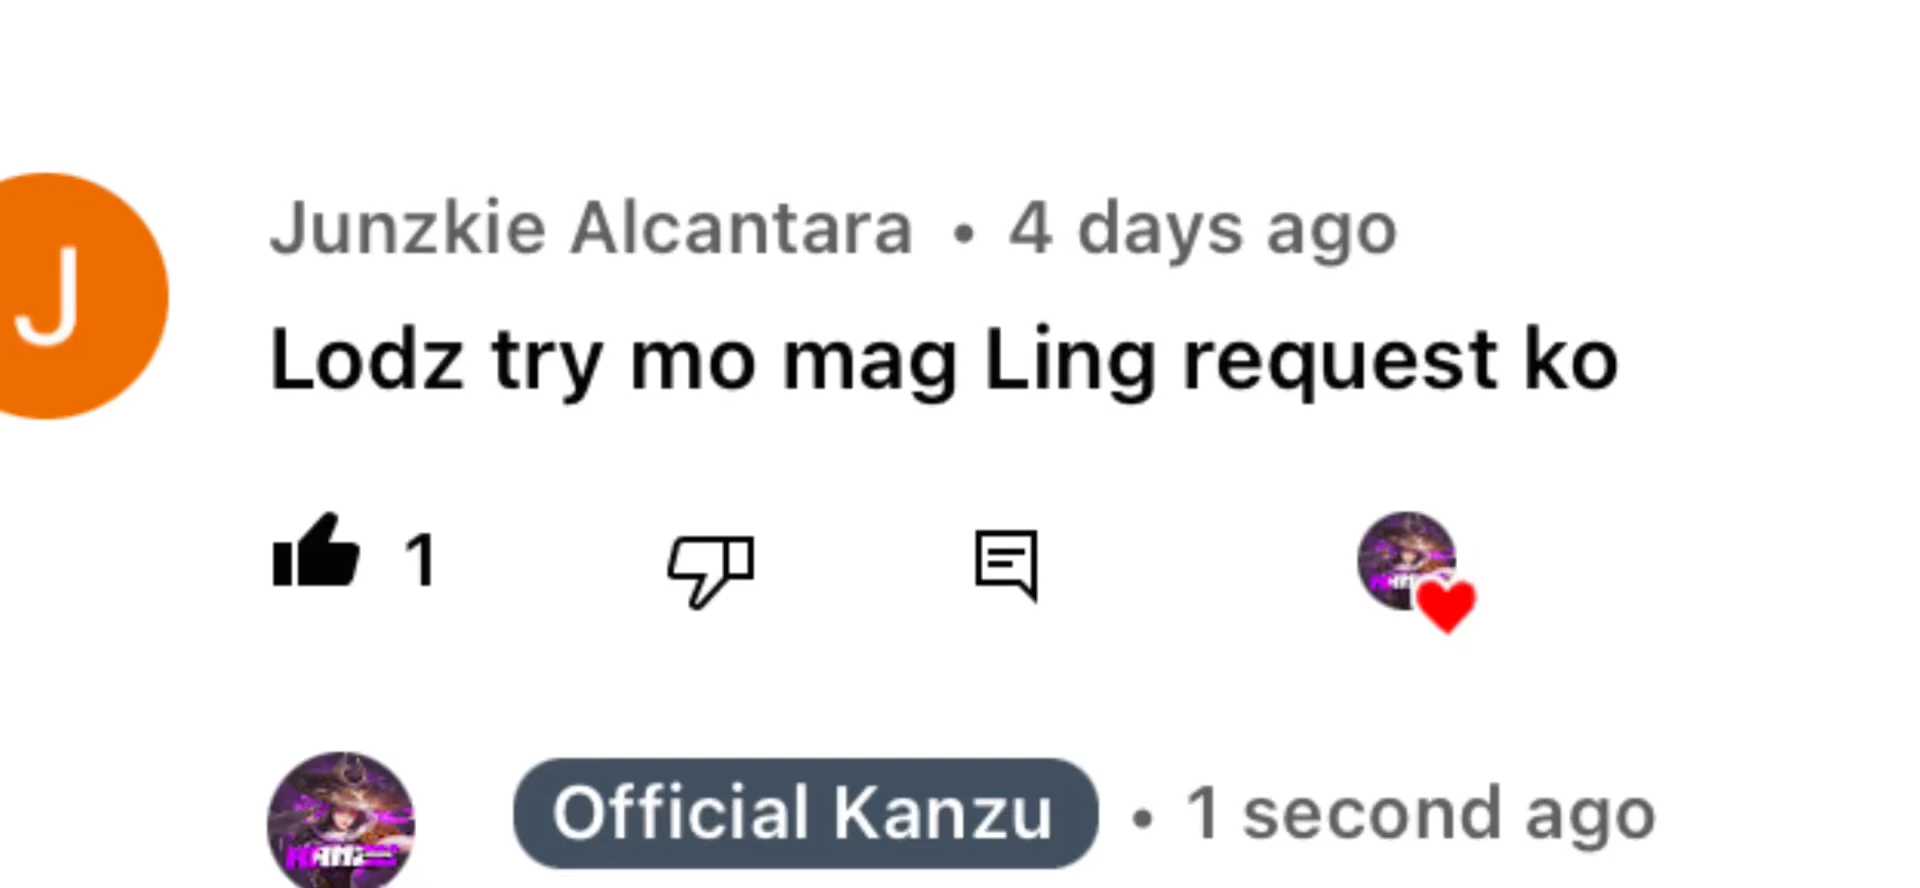 J
Junzkie Alcantara • 4 days ago
Lodz try mo mag Ling request ko
1
Official Kanzu • 1 second ago